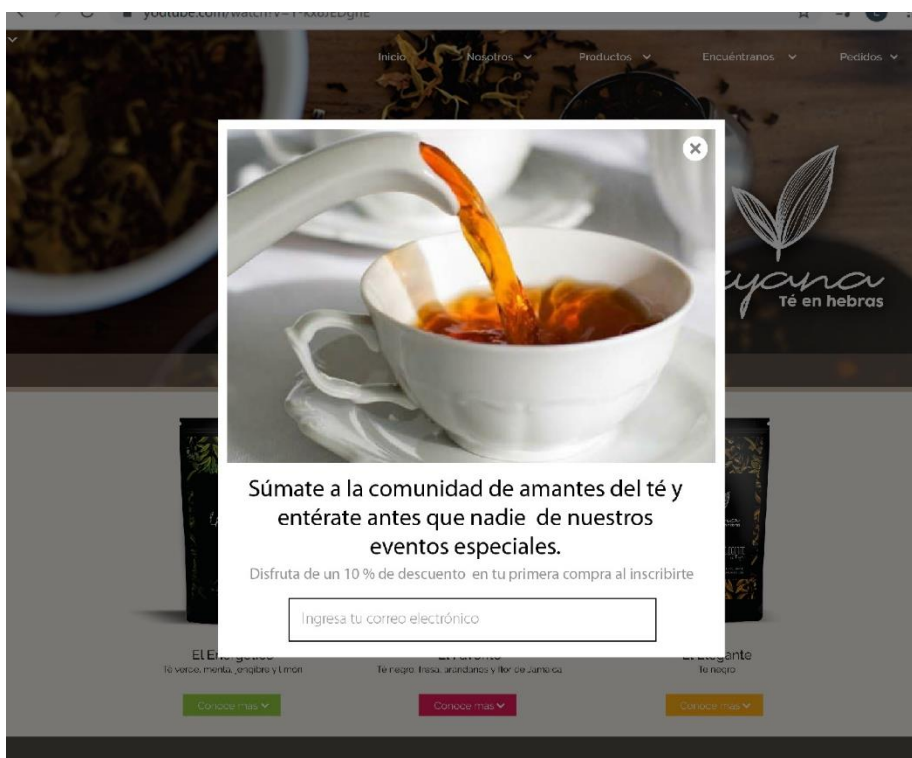 Inicio Nosotros Productos Encuéntranos Pedidos
Té en hebras
Súmate a la comunidad de amantes del té y
entérate antes que nadie de nuestros
eventos especiales.
Disfruta de un 10 % de descuento en tu primera compra al inscribirte
Ingresa tu correo electrónico
Té verde, menta, jengibre y limón
Té negro, fresa, arándanos y flor de Jamaica
Té negro
Conoce más Conoce más Conoce más